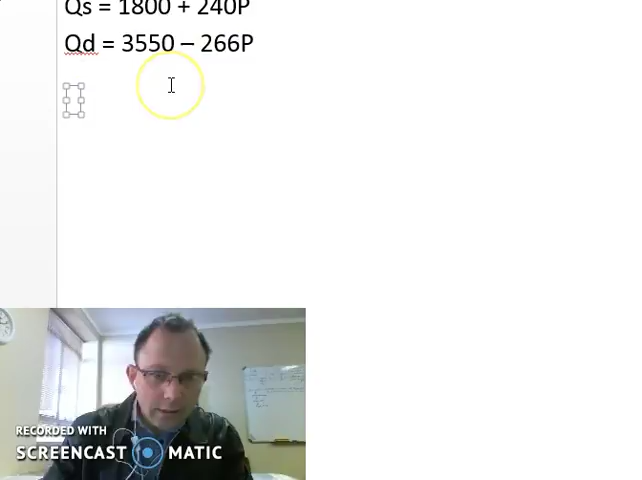 Qs = 1800 + 240P
Qd = 3550 – 266P
RECORDED WITH
SCREENCAST MATIC